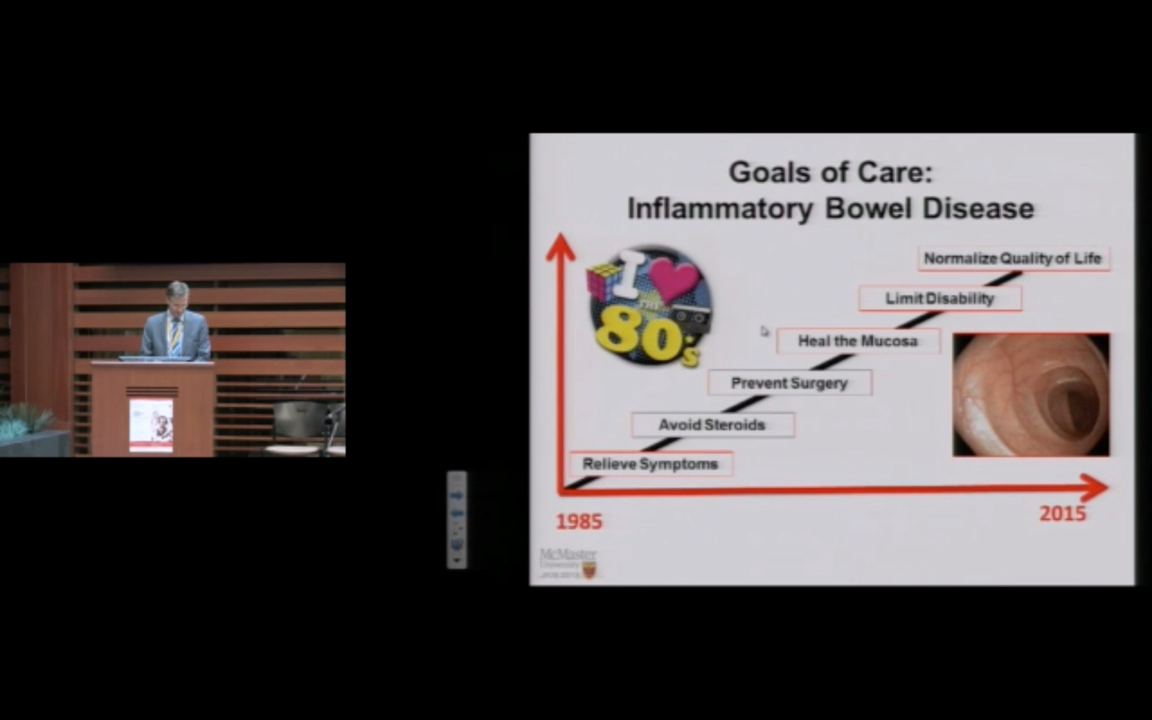 Goals of Care:
Inflammatory Bowel Disease
I
THE
80's
Normalize Quality of Life
Limit Disability
Heal the Mucosa
Prevent Surgery
Avoid Steroids
Relieve Symptoms
1985
2015
McMaster
University